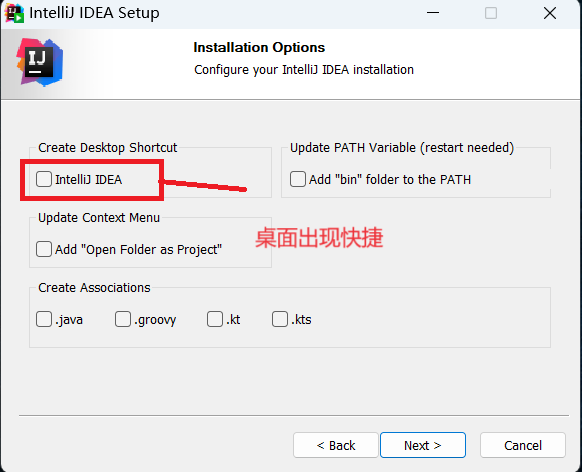 IntelliJ IDEA Setup
IJ
Installation Options
Configure your IntelliJ IDEA installation
Create Desktop Shortcut
IntelliJ IDEA
Update PATH Variable (restart needed)
Add "bin" folder to the PATH
Update Context Menu
Add "Open Folder as Project"
桌面出现快捷
Create Associations
.java .groovy .kt .kts
< Back Next > Cancel